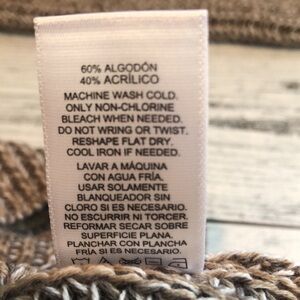 60% ALGODÓN
40% ACRÍLICO
MACHINE WASH COLD.
ONLY NON-CHLORINE
BLEACH WHEN NEEDED.
DO NOT WRING OR TWIST.
RESHAPE FLAT DRY.
COOL IRON IF NEEDED.
LAVAR A MÁQUINA
CON AGUA FRÍA.
USAR SOLAMENTE
BLANQUEADOR SIN
CLORO SI ES NECESARIO.
NO ESCURRIR NI TORCER.
REFORMAR SECAR SOBRE
SUPERFICIE PLANA.
PLANCHAR CON PLANCHA
FRÍA SI ES NECESARIO.